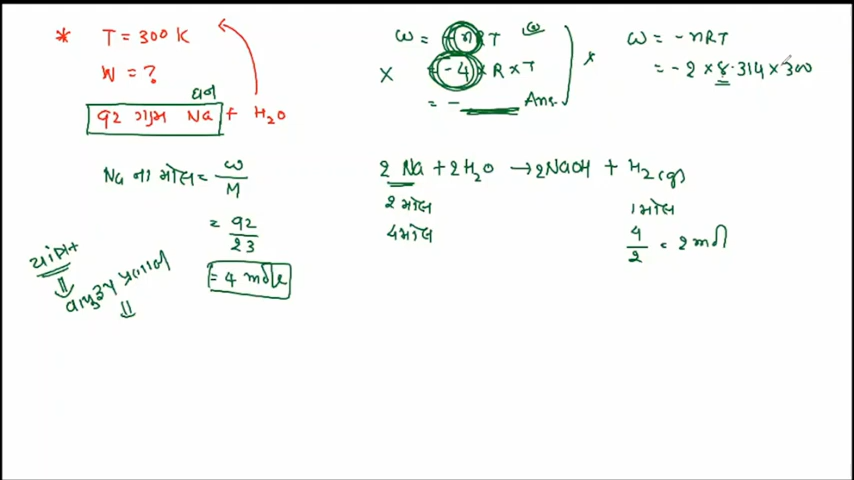 * T = 300 K
W = ?
ઘન
92 ગ્રામ Na + H₂O
Na ના મોલ = W/M
= 92/23
= 4 મોલ
યાંત્રિક
⇓
વાયુરૂપ
⇓
W = -nRT W
× -4 × R × T
= - Ans.
×
W = -nRT
= -2 × 8.314 × 300
2 Na + 2H₂O → 2NaOH + H₂(g)
2 મોલ 1 મોલ
4 મોલ 4/2 = 2 મોલ